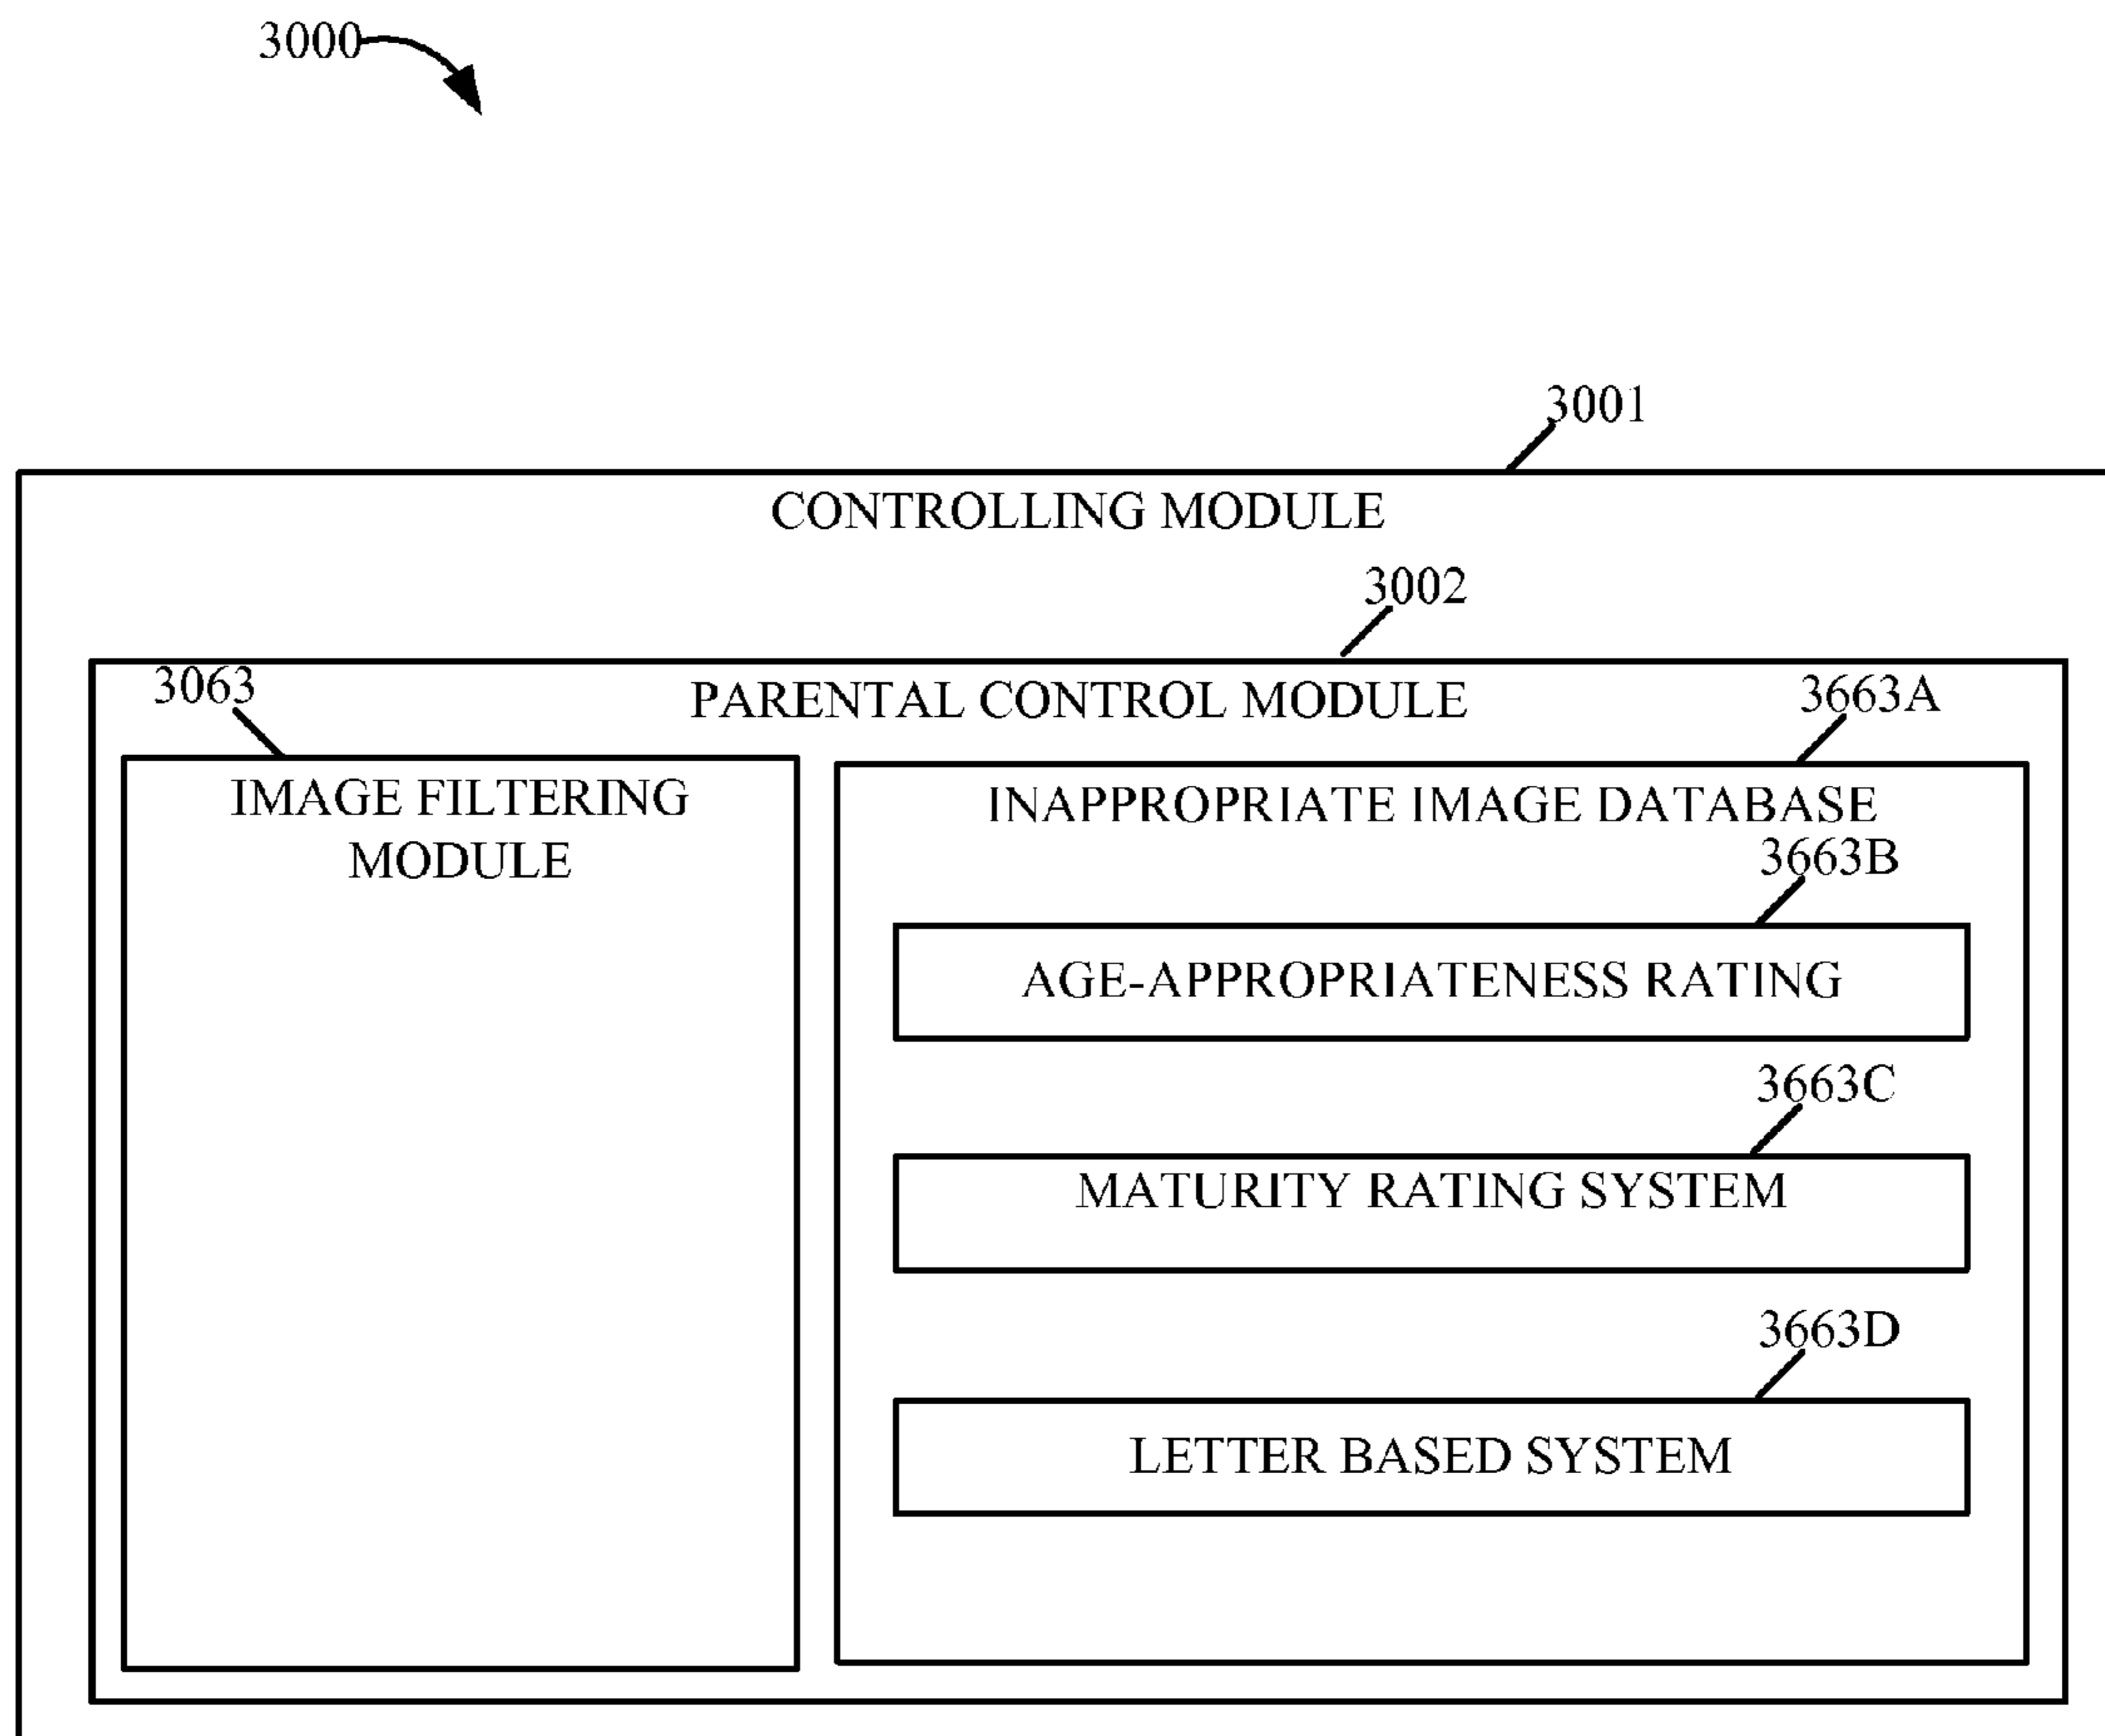 3000
3001
CONTROLLING MODULE
3002
PARENTAL CONTROL MODULE
3063
IMAGE FILTERING
MODULE
3663A
INAPPROPRIATE IMAGE DATABASE
3663B
AGE-APPROPRIATENESS RATING
3663C
MATURITY RATING SYSTEM
3663D
LETTER BASED SYSTEM